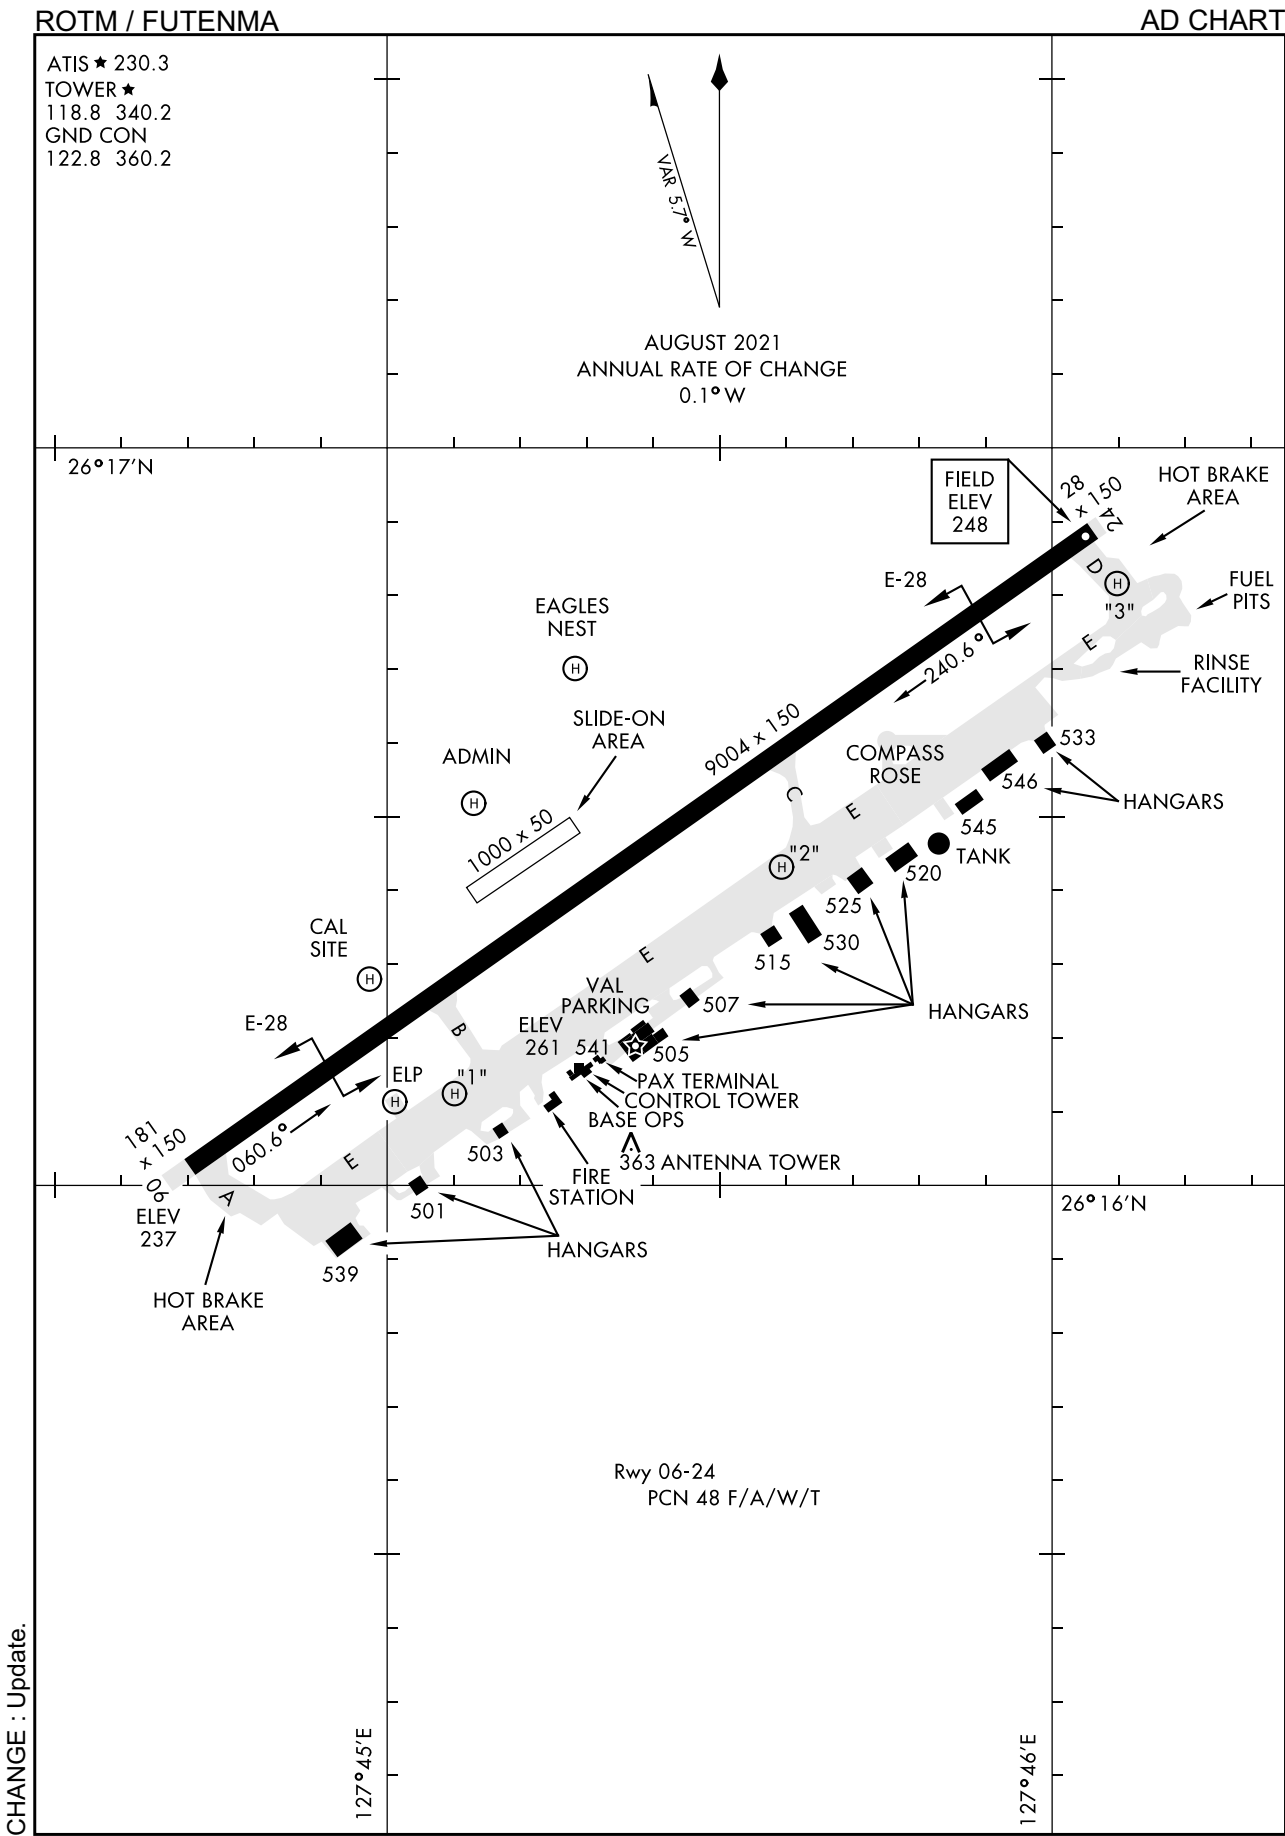 ROTM / FUTENMA
AD CHART
ATIS ★ 230.3
TOWER ★
118.8 340.2
GND CON
122.8 360.2
VAR 5.7° W
AUGUST 2021
ANNUAL RATE OF CHANGE
0.1° W
26°17'N
FIELD
ELEV
248
28
x 150
24
HOT BRAKE
AREA
E-28
D
H
"3"
FUEL
PITS
EAGLES
NEST
H
E
240.6°
RINSE
FACILITY
SLIDE-ON
AREA
9004 x 150
ADMIN
H
COMPASS
ROSE
533
546
HANGARS
C
E
1000 x 50
545
TANK
"2"
H
520
525
530
515
CAL
SITE
H
E
VAL
PARKING
507
HANGARS
E-28
B
ELEV
261
541
505
ELP
H
"1"
H
PAX TERMINAL
CONTROL TOWER
BASE OPS
060.6°
181
x 150
06
E
503
363 ANTENNA TOWER
FIRE
STATION
A
ELEV
237
501
26°16'N
HANGARS
539
HOT BRAKE
AREA
Rwy 06-24
PCN 48 F/A/W/T
127°45'E
127°46'E
CHANGE : Update.